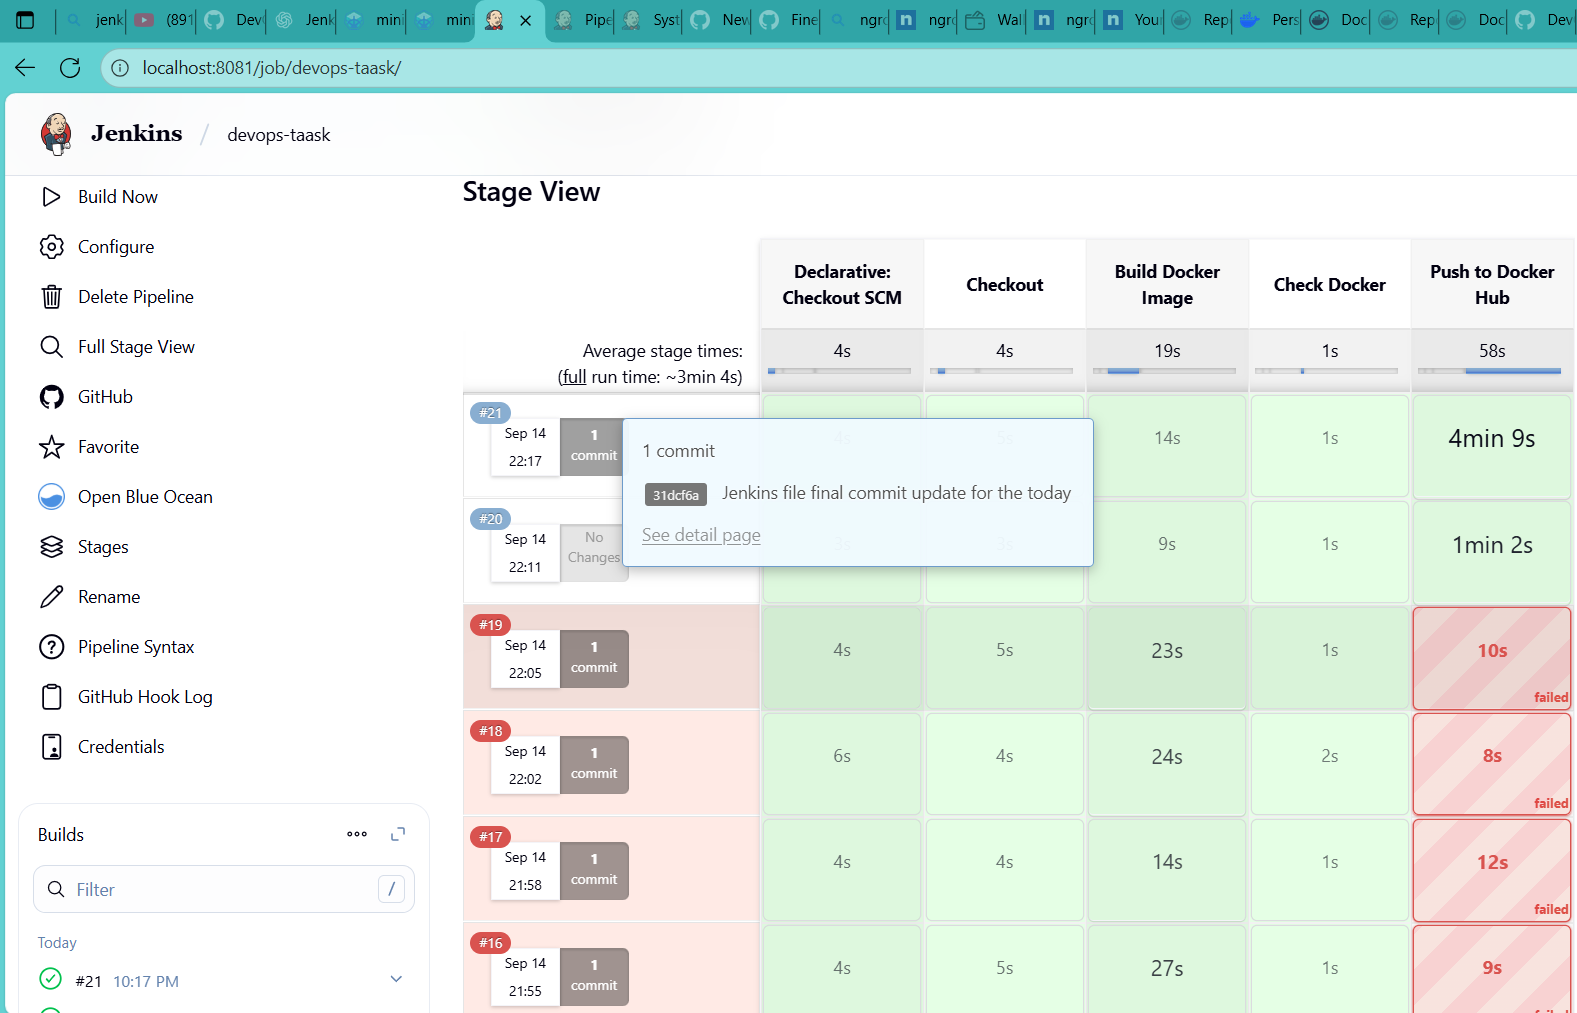 jenk
(891
Dev
Jenk
mini
mini
Pipe
Syst
New
Fine
ngro
ngro
Wal
ngro
Your
Rep
Pers
Doc
Rep
Doc
Dev
localhost:8081/job/devops-taask/
Jenkins / devops-taask
Build Now
Configure
Delete Pipeline
Full Stage View
GitHub
Favorite
Open Blue Ocean
Stages
Rename
Pipeline Syntax
GitHub Hook Log
Credentials
Builds
Filter /
Today
#21 10:17 PM
Stage View
Declarative:
Checkout SCM
Checkout
Build Docker
Image
Check Docker
Push to Docker
Hub
Average stage times:
(full run time: ~3min 4s)
4s
4s
19s
1s
58s
#21
Sep 14
22:17
1
commit
4s
5s
14s
1s
4min 9s
1 commit
31dcf6a Jenkins file final commit update for the today
See detail page
#20
Sep 14
22:11
No
Changes
3s
3s
9s
1s
1min 2s
#19
Sep 14
22:05
1
commit
4s
5s
23s
1s
10s
failed
#18
Sep 14
22:02
1
commit
6s
4s
24s
2s
8s
failed
#17
Sep 14
21:58
1
commit
4s
4s
14s
1s
12s
failed
#16
Sep 14
21:55
1
commit
4s
5s
27s
1s
9s